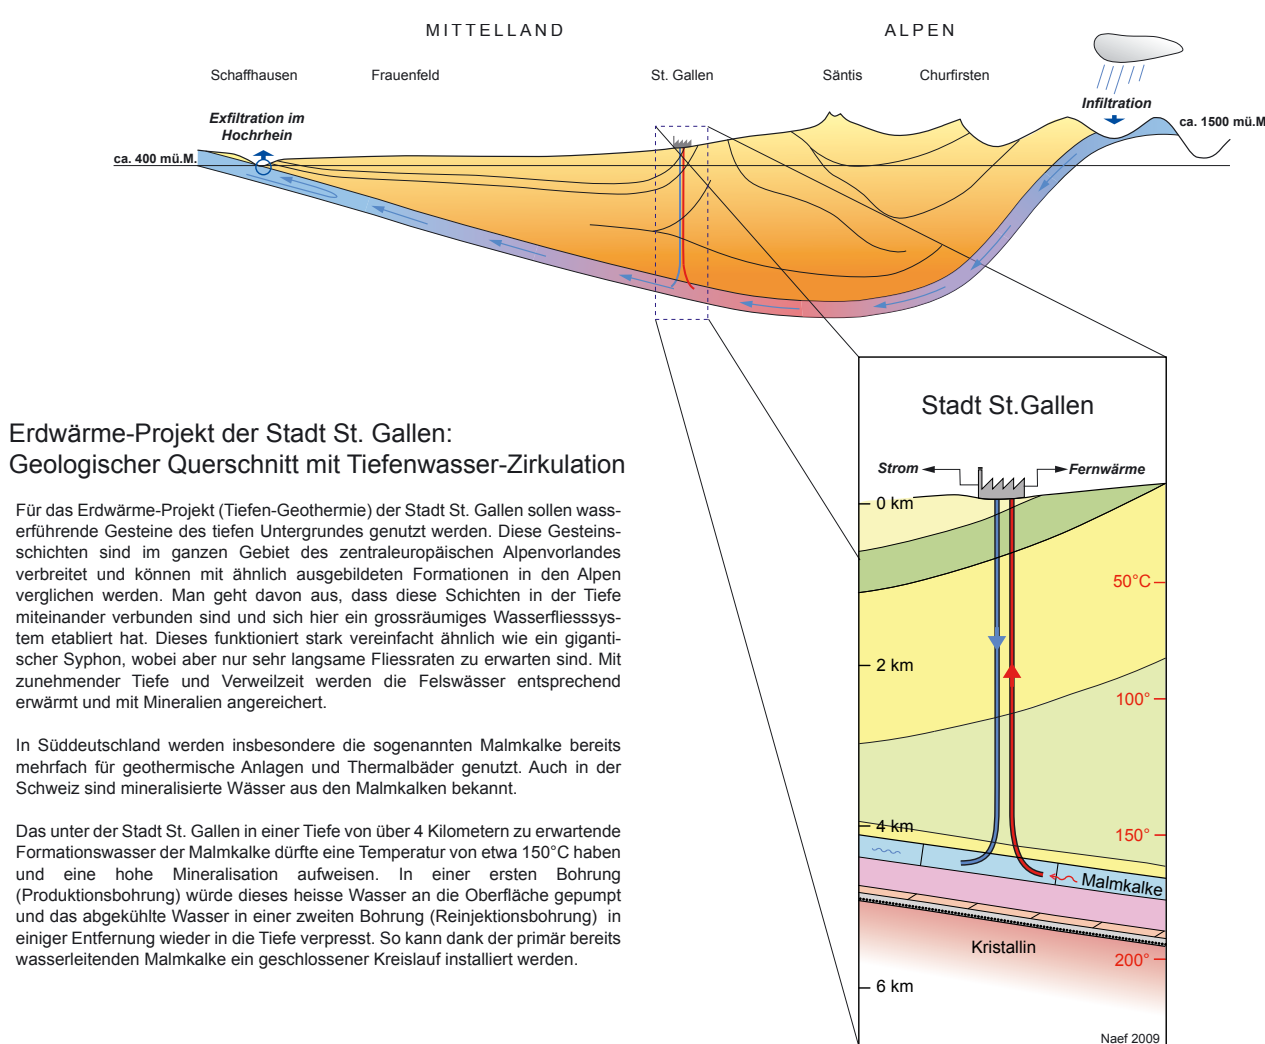 MITTELLAND
ALPEN
Schaffhausen
Frauenfeld
St. Gallen
Säntis
Churfirsten
Infiltration
ca. 1500 mü.M
Exfiltration im
Hochrhein
ca. 400 mü.M.
Erdwärme-Projekt der Stadt St. Gallen:
Geologischer Querschnitt mit Tiefenwasser-Zirkulation
Für das Erdwärme-Projekt (Tiefen-Geothermie) der Stadt St. Gallen sollen wass-
erführende Gesteine des tiefen Untergrundes genutzt werden. Diese Gesteins-
schichten sind im ganzen Gebiet des zentraleuropäischen Alpenvorlandes
verbreitet und können mit ähnlich ausgebildeten Formationen in den Alpen
verglichen werden. Man geht davon aus, dass diese Schichten in der Tiefe
miteinander verbunden sind und sich hier ein grossräumiges Wasserfliesssys-
tem etabliert hat. Dieses funktioniert stark vereinfacht ähnlich wie ein giganti-
scher Syphon, wobei aber nur sehr langsame Fliessraten zu erwarten sind. Mit
zunehmender Tiefe und Verweilzeit werden die Felswässer entsprechend
erwärmt und mit Mineralien angereichert.
In Süddeutschland werden insbesondere die sogenannten Malmkalke bereits
mehrfach für geothermische Anlagen und Thermalbäder genutzt. Auch in der
Schweiz sind mineralisierte Wässer aus den Malmkalken bekannt.
Das unter der Stadt St. Gallen in einer Tiefe von über 4 Kilometern zu erwartende
Formationswasser der Malmkalke dürfte eine Temperatur von etwa 150°C haben
und eine hohe Mineralisation aufweisen. In einer ersten Bohrung
(Produktionsbohrung) würde dieses heisse Wasser an die Oberfläche gepumpt
und das abgekühlte Wasser in einer zweiten Bohrung (Reinjektionsbohrung) in
einiger Entfernung wieder in die Tiefe verpresst. So kann dank der primär bereits
wasserleitenden Malmkalke ein geschlossener Kreislauf installiert werden.
Stadt St.Gallen
Strom
Fernwärme
0 km
50°C
2 km
100°
4 km
150°
Malmkalke
Kristallin
200°
6 km
Naef 2009